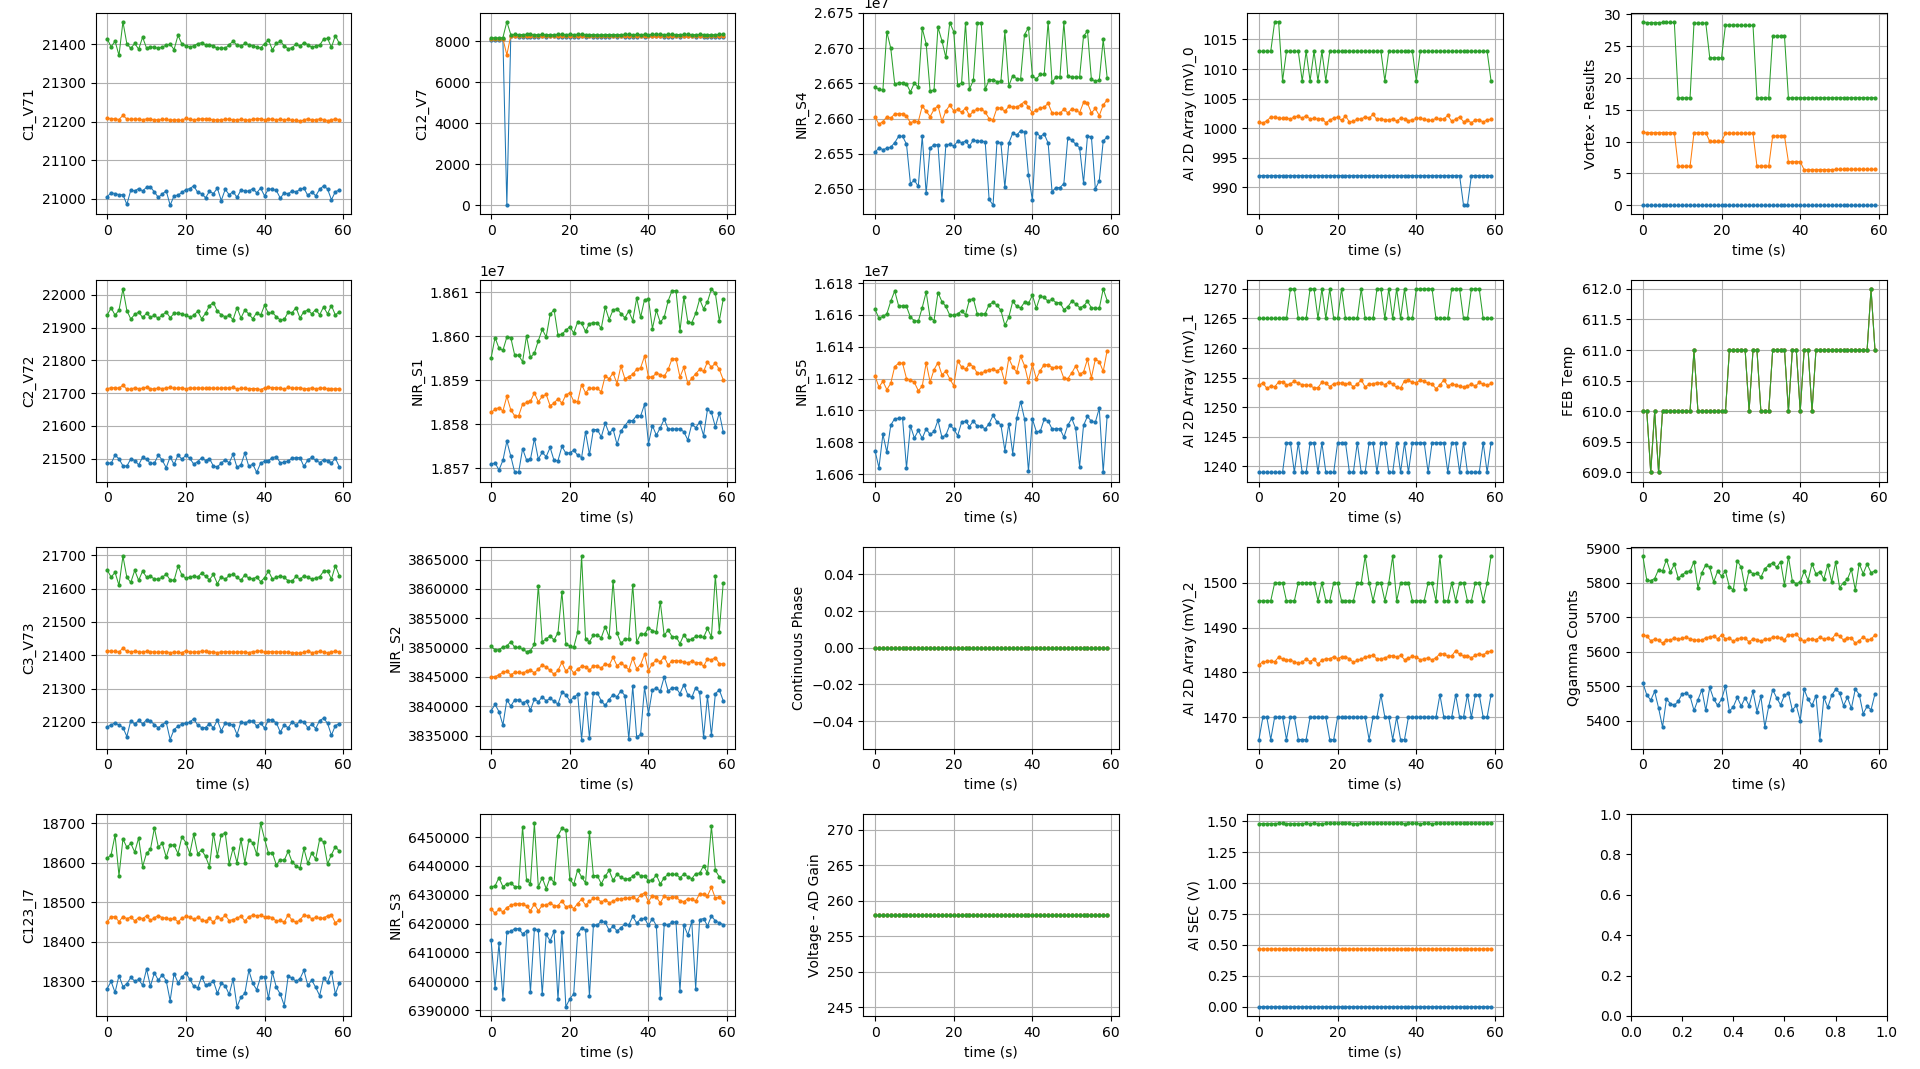 C1_V71
21400
21300
21200
21100
21000
0 20 40 60
time (s)
C12_V7
8000
6000
4000
2000
0
0 20 40 60
time (s)
1e7
NIR_S4
2.675
2.670
2.665
2.660
2.655
2.650
0 20 40 60
time (s)
AI 2D Array (mV)_0
1015
1010
1005
1000
995
990
0 20 40 60
time (s)
Vortex - Results
30
25
20
15
10
5
0
0 20 40 60
time (s)
C2_V72
22000
21900
21800
21700
21600
21500
0 20 40 60
time (s)
1e7
NIR_S1
1.861
1.860
1.859
1.858
1.857
0 20 40 60
time (s)
1e7
NIR_S5
1.618
1.616
1.614
1.612
1.610
1.608
1.606
0 20 40 60
time (s)
AI 2D Array (mV)_1
1270
1265
1260
1255
1250
1245
1240
0 20 40 60
time (s)
FEB Temp
612.0
611.5
611.0
610.5
610.0
609.5
609.0
0 20 40 60
time (s)
C3_V73
21700
21600
21500
21400
21300
21200
0 20 40 60
time (s)
NIR_S2
3865000
3860000
3855000
3850000
3845000
3840000
3835000
0 20 40 60
time (s)
Continuous Phase
0.04
0.02
0.00
−0.02
−0.04
0 20 40 60
time (s)
AI 2D Array (mV)_2
1500
1490
1480
1470
0 20 40 60
time (s)
Qgamma Counts
5900
5800
5700
5600
5500
5400
0 20 40 60
time (s)
C123_I7
18700
18600
18500
18400
18300
0 20 40 60
time (s)
NIR_S3
6450000
6440000
6430000
6420000
6410000
6400000
6390000
0 20 40 60
time (s)
Voltage - AD Gain
270
265
260
255
250
245
0 20 40 60
time (s)
AI SEC (V)
1.50
1.25
1.00
0.75
0.50
0.25
0.00
0 20 40 60
time (s)
1.0
0.8
0.6
0.4
0.2
0.0
0.0 0.2 0.4 0.6 0.8 1.0